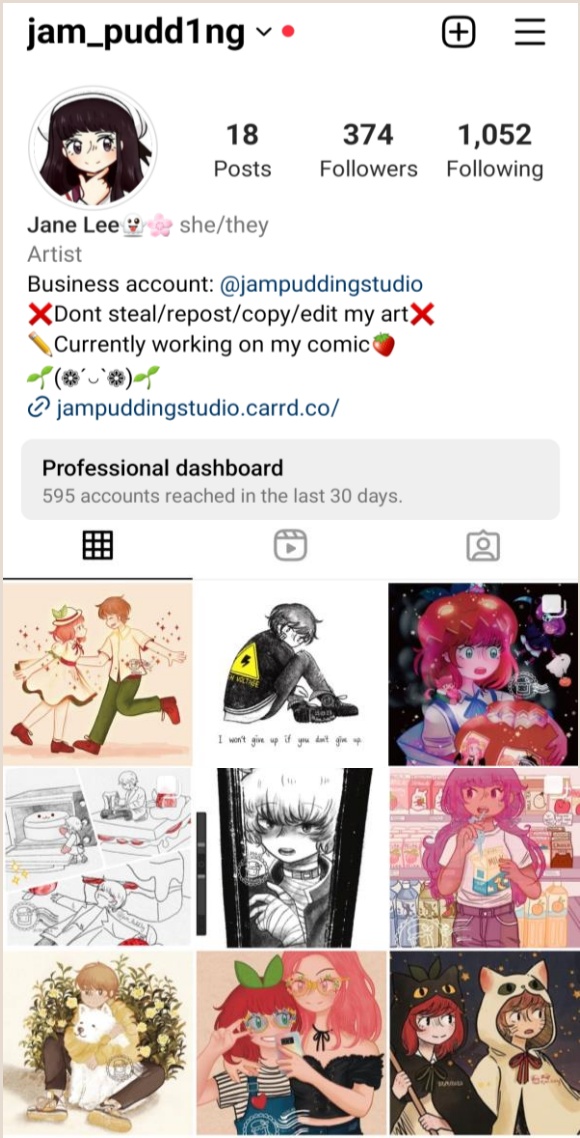 jam_pudd1ng
18 374 1,052
Posts Followers Following
Jane Lee👻🌸 she/they
Artist
Business account: @jampuddingstudio
❌Dont steal/repost/copy/edit my art❌
✏️Currently working on my comic🍓
🌱(❁´◡`❁)🌱
jampuddingstudio.carrd.co/
Professional dashboard
595 accounts reached in the last 30 days.
I won't give up if you don't give up.